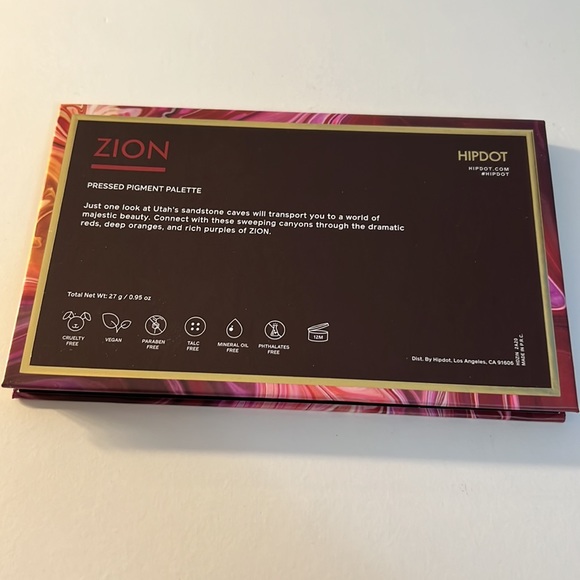 ZION
HIPDOT
HIPDOT.COM
#HIPDOT
PRESSED PIGMENT PALETTE
Just one look at Utah's sandstone caves will transport you to a world of
majestic beauty. Connect with these sweeping canyons through the dramatic
reds, deep oranges, and rich purples of ZION.
Total Net Wt: 27 g / 0.95 oz
CRUELTY
FREE
VEGAN
PARABEN
FREE
TALC
FREE
MINERAL OIL
FREE
PHTHALATES
FREE
12M
Dist. By Hipdot, Los Angeles, CA 91606
MADE IN P.R.C.